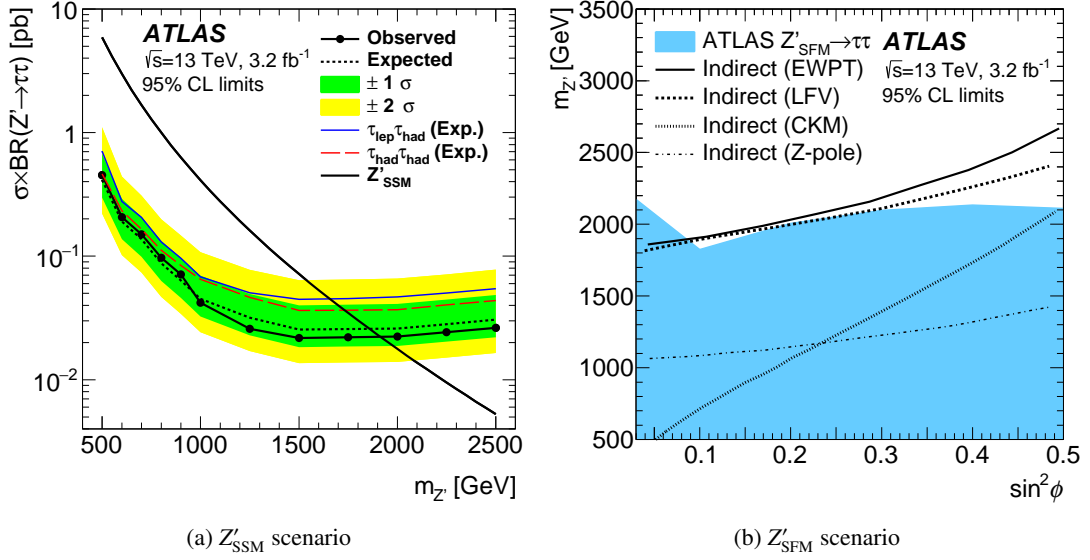 σ×BR(Z'→ττ) [pb]
ATLAS
√s=13 TeV, 3.2 fb⁻¹
95% CL limits
Observed
Expected
± 1 σ
± 2 σ
τlepτhad (Exp.)
τhadτhad (Exp.)
Z'SSM
10
1
10⁻¹
10⁻²
500 1000 1500 2000 2500
mZ' [GeV]
(a) Z′SSM scenario
mZ' [GeV]
ATLAS Z'SFM→ττ
Indirect (EWPT)
Indirect (LFV)
Indirect (CKM)
Indirect (Z-pole)
ATLAS
√s=13 TeV, 3.2 fb⁻¹
95% CL limits
3500
3000
2500
2000
1500
1000
500
0.1 0.2 0.3 0.4 0.5
sin²ϕ
(b) Z′SFM scenario